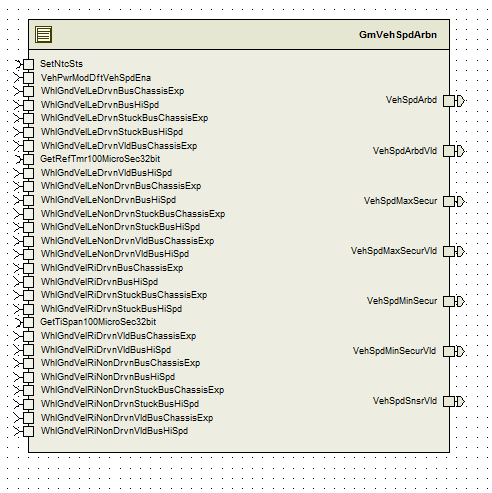 GmVehSpdArbn
SetNtcSts
VehPwrModDftVehSpdEna
WhlGndVelLeDrvnBusChassisExp
WhlGndVelLeDrvnBusHiSpd
WhlGndVelLeDrvnStuckBusChassisExp
WhlGndVelLeDrvnStuckBusHiSpd
WhlGndVelLeDrvnVldBusChassisExp
GetRefTmr100MicroSec32bit
WhlGndVelLeDrvnVldBusHiSpd
WhlGndVelLeNonDrvnBusChassisExp
WhlGndVelLeNonDrvnBusHiSpd
WhlGndVelLeNonDrvnStuckBusChassisExp
WhlGndVelLeNonDrvnStuckBusHiSpd
WhlGndVelLeNonDrvnVldBusChassisExp
WhlGndVelLeNonDrvnVldBusHiSpd
WhlGndVelRiDrvnBusChassisExp
WhlGndVelRiDrvnBusHiSpd
WhlGndVelRiDrvnStuckBusChassisExp
WhlGndVelRiDrvnStuckBusHiSpd
GetTiSpan100MicroSec32bit
WhlGndVelRiDrvnVldBusChassisExp
WhlGndVelRiDrvnVldBusHiSpd
WhlGndVelRiNonDrvnBusChassisExp
WhlGndVelRiNonDrvnBusHiSpd
WhlGndVelRiNonDrvnStuckBusChassisExp
WhlGndVelRiNonDrvnStuckBusHiSpd
WhlGndVelRiNonDrvnVldBusChassisExp
WhlGndVelRiNonDrvnVldBusHiSpd
VehSpdArbd
VehSpdArbdVld
VehSpdMaxSecur
VehSpdMaxSecurVld
VehSpdMinSecur
VehSpdMinSecurVld
VehSpdSnsrVld